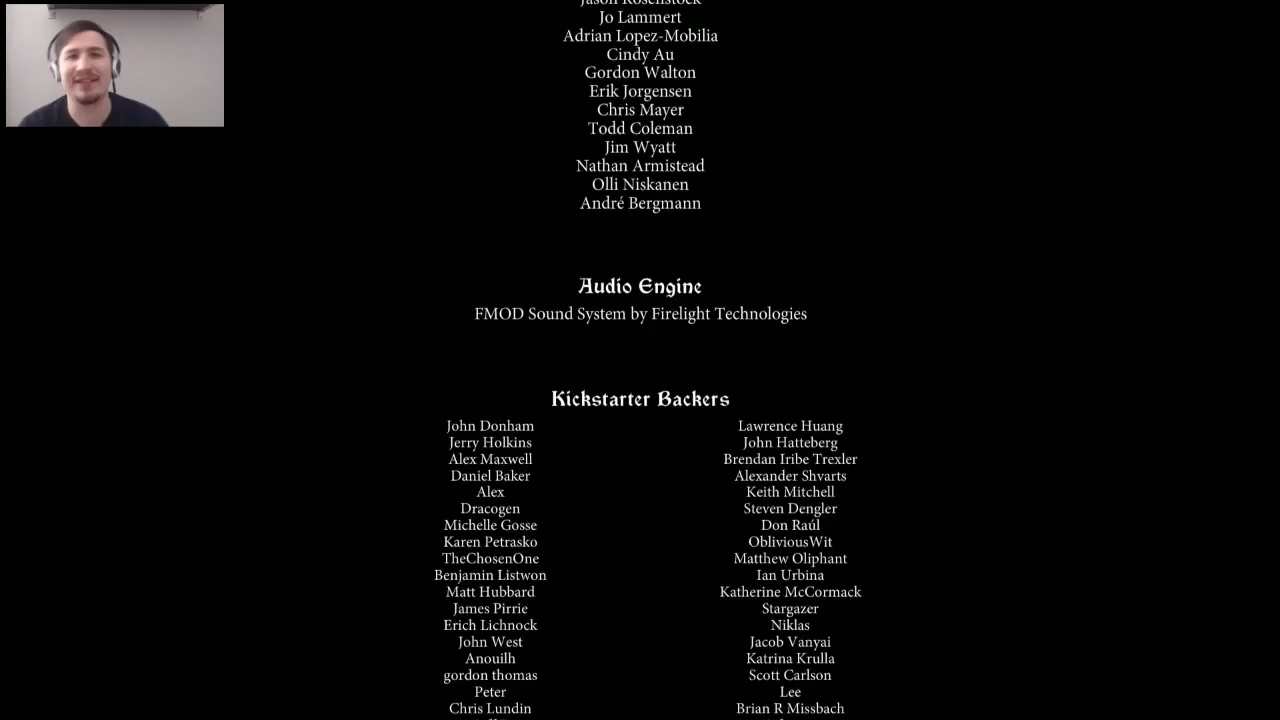 Jason Rosenstock
Jo Lammert
Adrian Lopez-Mobilia
Cindy Au
Gordon Walton
Erik Jorgensen
Chris Mayer
Todd Coleman
Jim Wyatt
Nathan Armistead
Olli Niskanen
André Bergmann
Audio Engine
FMOD Sound System by Firelight Technologies
Kickstarter Backers
John Donham
Jerry Holkins
Alex Maxwell
Daniel Baker
Alex
Dracogen
Michelle Gosse
Karen Petrasko
TheChosenOne
Benjamin Listwon
Matt Hubbard
James Pirrie
Erich Lichnock
John West
Anouilh
gordon thomas
Peter
Chris Lundin
Lawrence Huang
John Hatteberg
Brendan Iribe Trexler
Alexander Shvarts
Keith Mitchell
Steven Dengler
Don Raúl
ObliviousWit
Matthew Oliphant
Ian Urbina
Katherine McCormack
Stargazer
Niklas
Jacob Vanyai
Katrina Krulla
Scott Carlson
Lee
Brian R Missbach